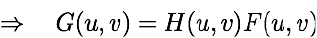 ⇒ G(u, v) = H(u, v)F(u, v)